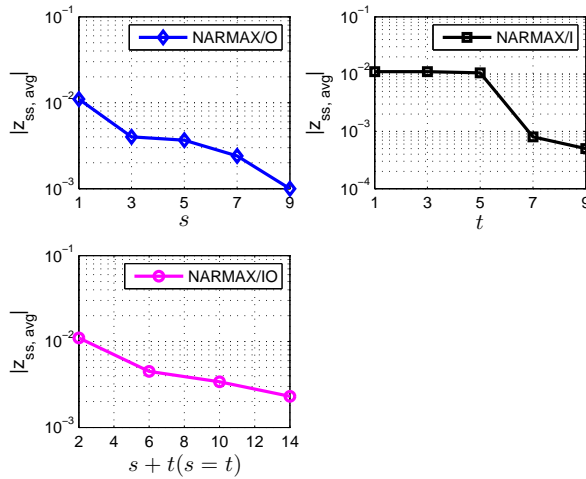 10^-1
10^-2
10^-3
|z_ss, avg|
NARMAX/O
1 3 5 7 9
s
10^-1
10^-2
10^-3
10^-4
|z_ss, avg|
NARMAX/I
1 3 5 7 9
t
10^-1
10^-2
10^-3
|z_ss, avg|
NARMAX/IO
2 4 6 8 10 12 14
s + t(s = t)